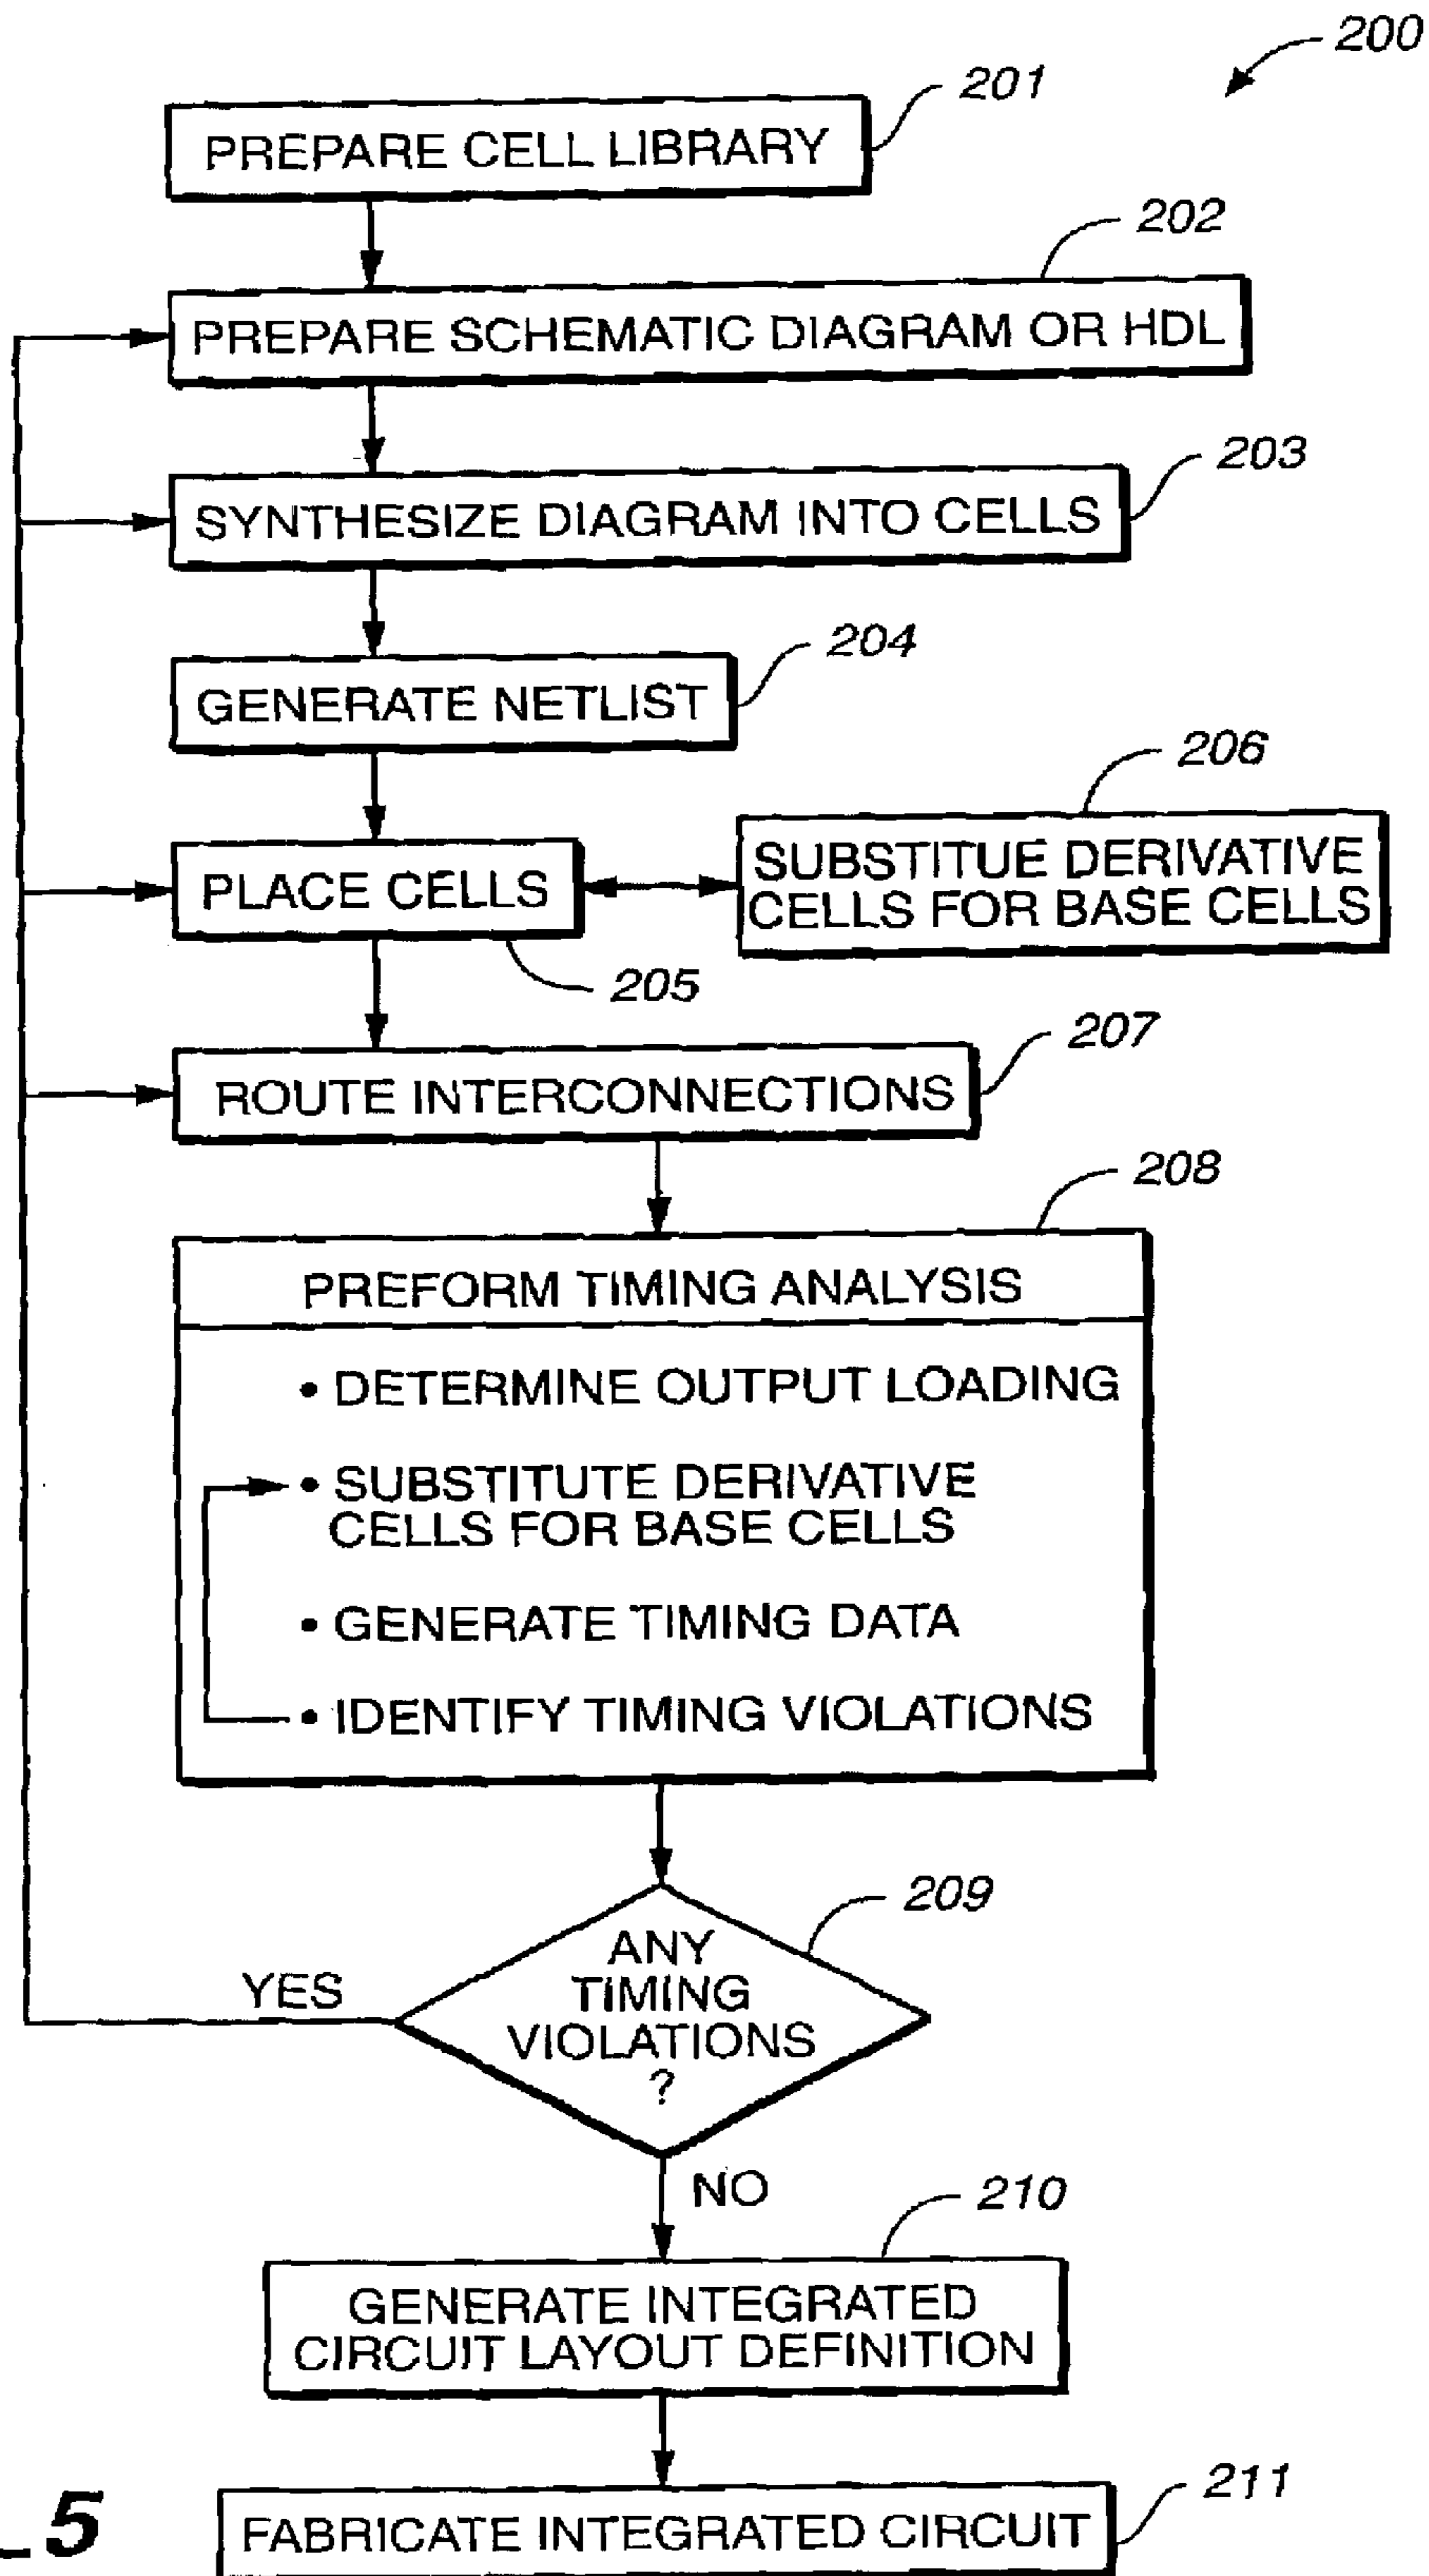 200
201
PREPARE CELL LIBRARY
202
PREPARE SCHEMATIC DIAGRAM OR HDL
203
SYNTHESIZE DIAGRAM INTO CELLS
204
GENERATE NETLIST
206
SUBSTITUE DERIVATIVE
CELLS FOR BASE CELLS
PLACE CELLS
205
207
ROUTE INTERCONNECTIONS
208
PREFORM TIMING ANALYSIS
• DETERMINE OUTPUT LOADING
• SUBSTITUTE DERIVATIVE
CELLS FOR BASE CELLS
• GENERATE TIMING DATA
• IDENTIFY TIMING VIOLATIONS
209
ANY
TIMING
VIOLATIONS
?
YES
NO
210
GENERATE INTEGRATED
CIRCUIT LAYOUT DEFINITION
211
FABRICATE INTEGRATED CIRCUIT
_5